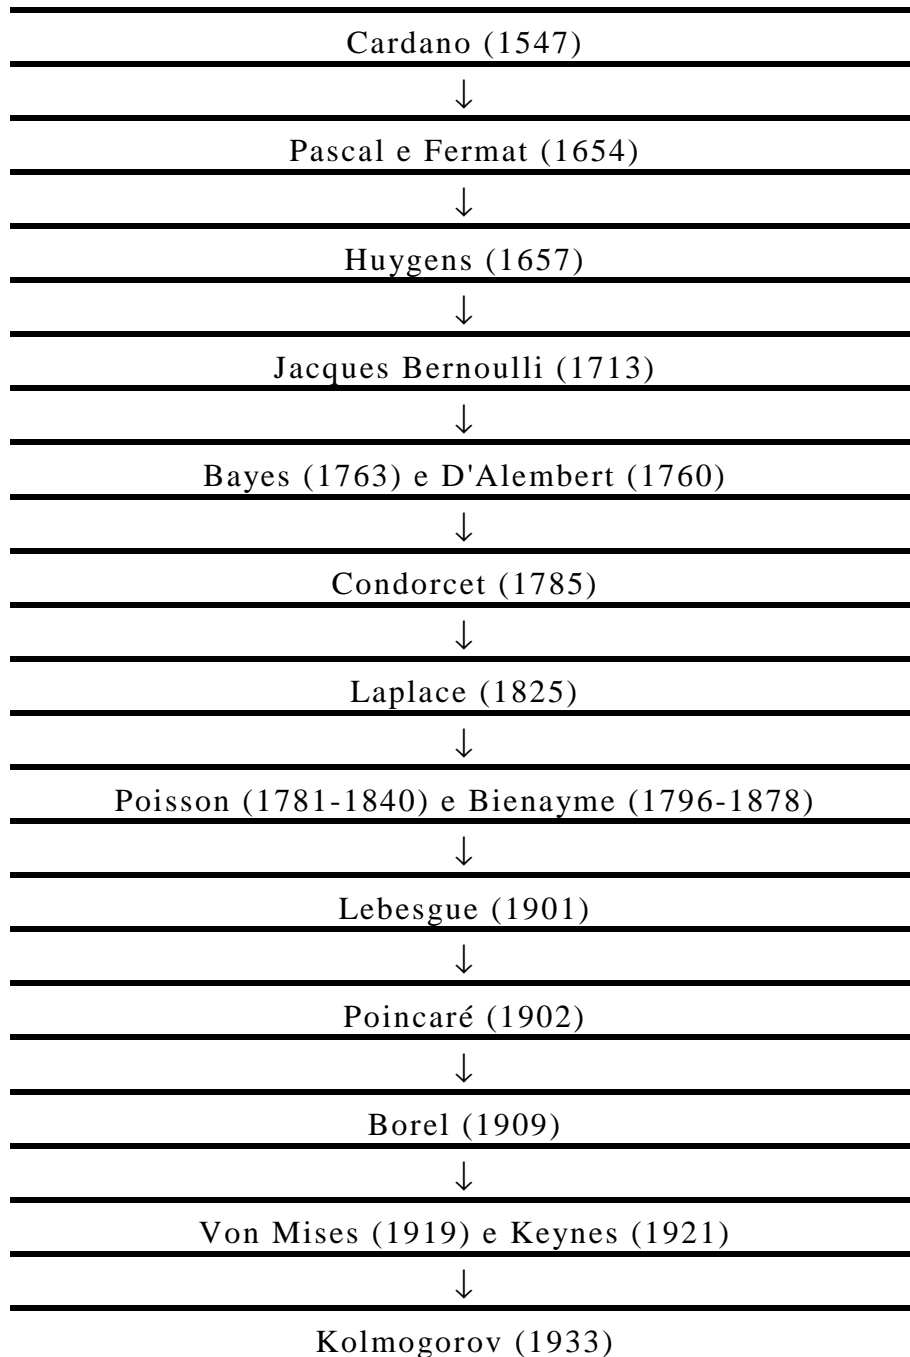 Cardano (1547)
↓
Pascal e Fermat (1654)
↓
Huygens (1657)
↓
Jacques Bernoulli (1713)
↓
Bayes (1763) e D'Alembert (1760)
↓
Condorcet (1785)
↓
Laplace (1825)
↓
Poisson (1781-1840) e Bienayme (1796-1878)
↓
Lebesgue (1901)
↓
Poincaré (1902)
↓
Borel (1909)
↓
Von Mises (1919) e Keynes (1921)
↓
Kolmogorov (1933)